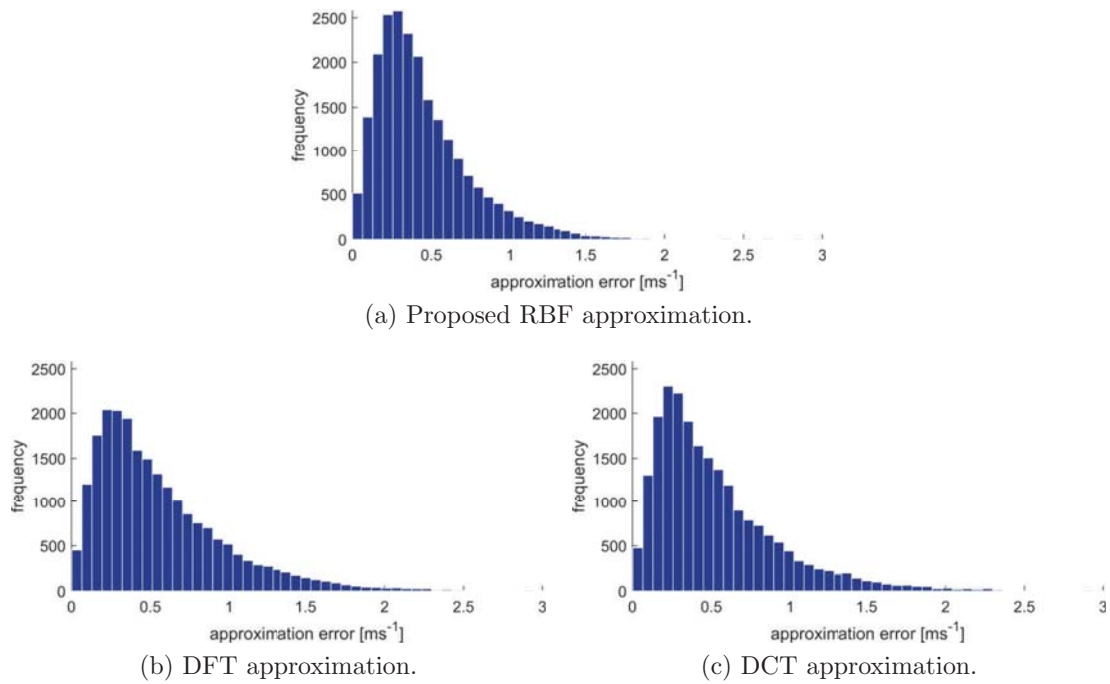 2500
2000
1500
1000
500
0
frequency
0 0.5 1 1.5 2 2.5 3
approximation error [ms⁻¹]
(a) Proposed RBF approximation.
2500
2000
1500
1000
500
0
frequency
0 0.5 1 1.5 2 2.5 3
approximation error [ms⁻¹]
(b) DFT approximation.
2500
2000
1500
1000
500
0
frequency
0 0.5 1 1.5 2 2.5 3
approximation error [ms⁻¹]
(c) DCT approximation.